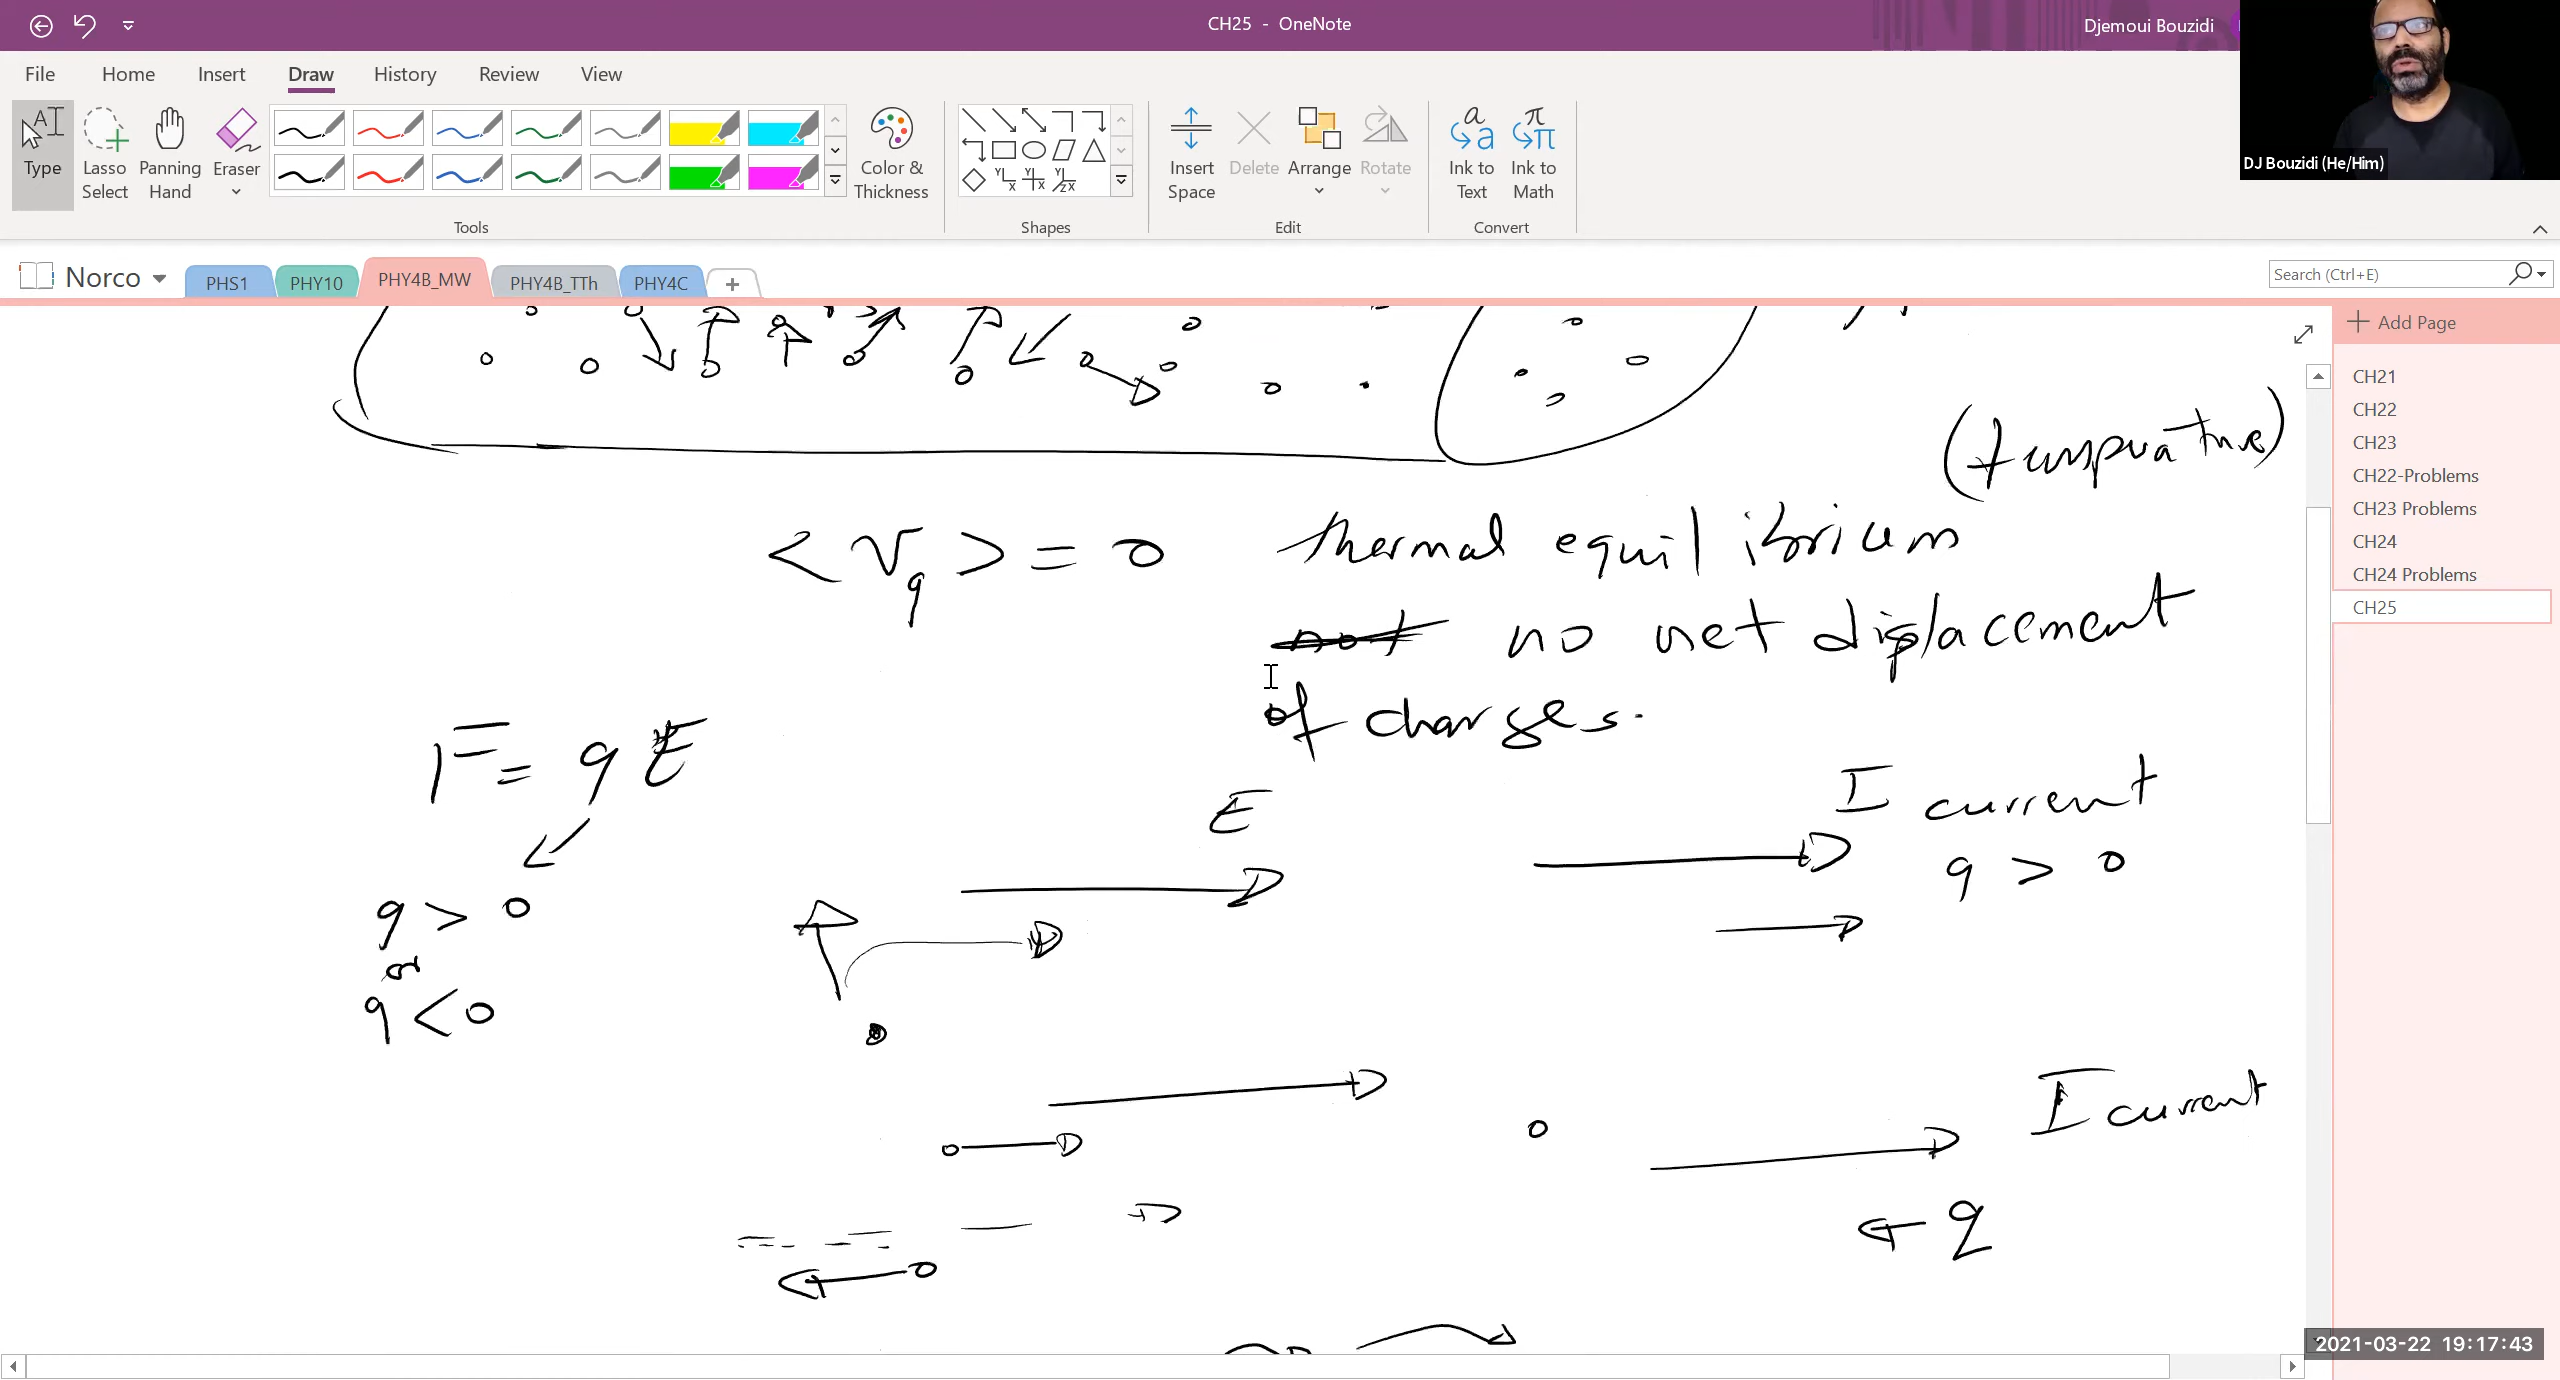 CH25 - OneNote
Djemoui Bouzidi
File Home Insert Draw History Review View
Type
Lasso Select
Panning Hand
Eraser
Color & Thickness
Insert Space
Delete
Arrange
Rotate
Ink to Text
Ink to Math
Tools
Shapes
Edit
Convert
DJ Bouzidi (He/Him)
Norco
PHS1 PHY10 PHY4B_MW PHY4B_TTh PHY4C
Search (Ctrl+E)
Add Page
CH21
CH22
CH23
CH22-Problems
CH23 Problems
CH24
CH24 Problems
CH25
(temperature)
<v_q> = 0 thermal equilibrium
not no net displacement
of charges.
F = qE
E
I current
q > 0
q > 0
or
q < 0
I current
q
2021-03-22 19:17:43